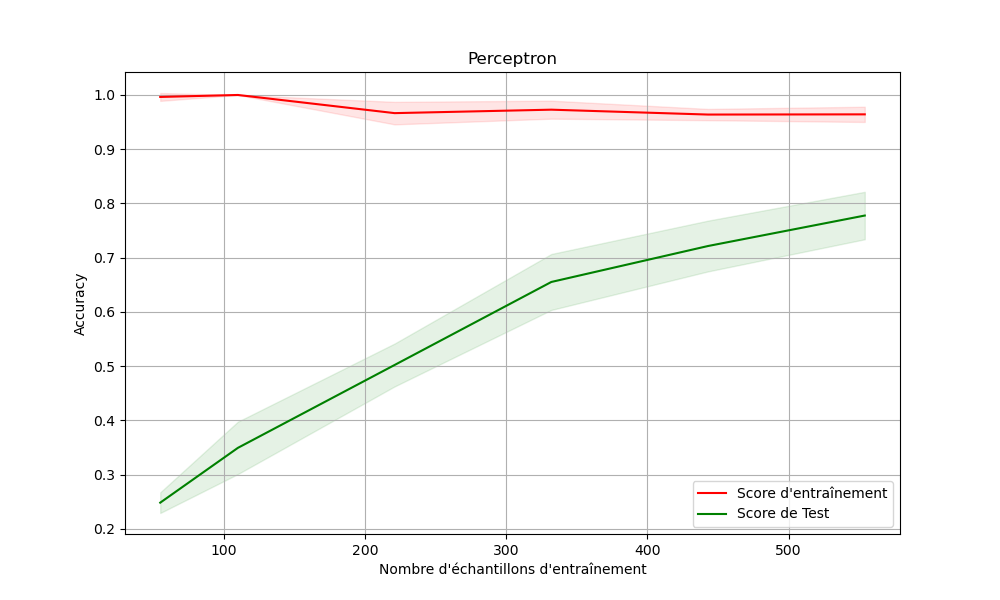 Perceptron
1.0
0.9
0.8
0.7
0.6
0.5
0.4
0.3
0.2
Accuracy
100 200 300 400 500
Nombre d'échantillons d'entraînement
Score d'entraînement
Score de Test